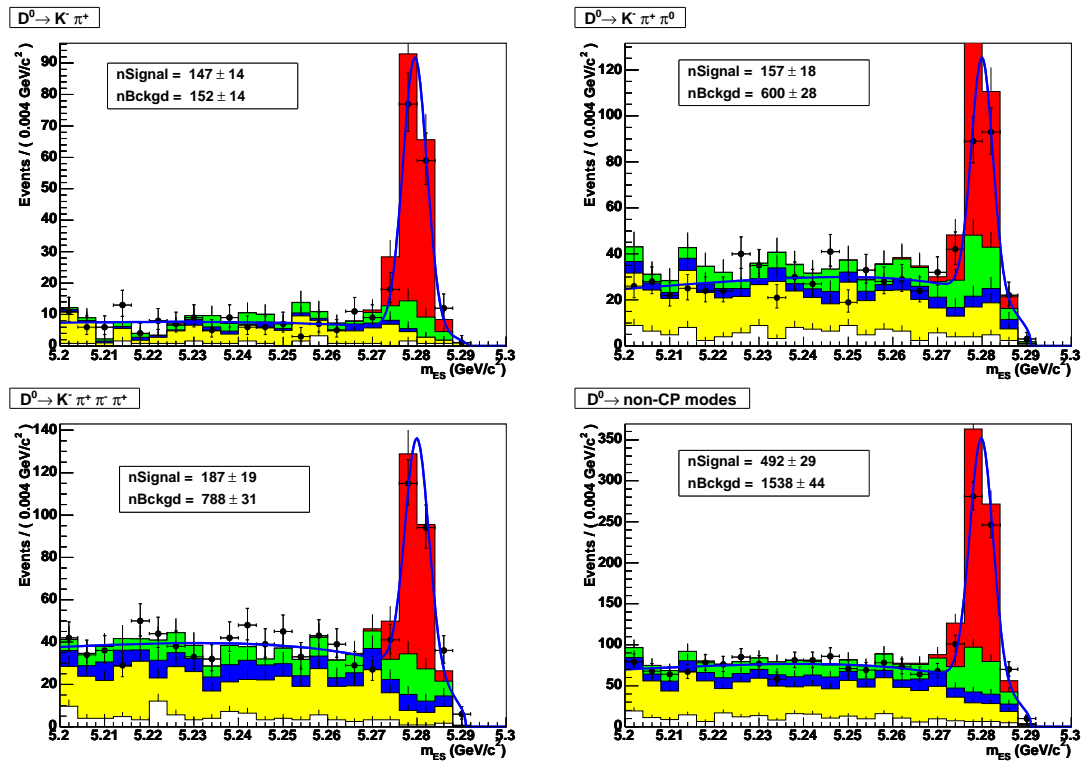 D⁰→ K⁻ π⁺
Events / ( 0.004 GeV/c² )
nSignal = 147 ± 14
nBckgd = 152 ± 14
90
80
70
60
50
40
30
20
10
0
5.2 5.21 5.22 5.23 5.24 5.25 5.26 5.27 5.28 5.29 5.3
m_ES (GeV/c²)
D⁰→ K⁻ π⁺ π⁰
Events / ( 0.004 GeV/c² )
nSignal = 157 ± 18
nBckgd = 600 ± 28
120
100
80
60
40
20
0
5.2 5.21 5.22 5.23 5.24 5.25 5.26 5.27 5.28 5.29 5.3
m_ES (GeV/c²)
D⁰→ K⁻ π⁺ π⁻ π⁺
Events / ( 0.004 GeV/c² )
nSignal = 187 ± 19
nBckgd = 788 ± 31
140
120
100
80
60
40
20
0
5.2 5.21 5.22 5.23 5.24 5.25 5.26 5.27 5.28 5.29 5.3
m_ES (GeV/c²)
D⁰→ non-CP modes
Events / ( 0.004 GeV/c² )
nSignal = 492 ± 29
nBckgd = 1538 ± 44
350
300
250
200
150
100
50
0
5.2 5.21 5.22 5.23 5.24 5.25 5.26 5.27 5.28 5.29 5.3
m_ES (GeV/c²)